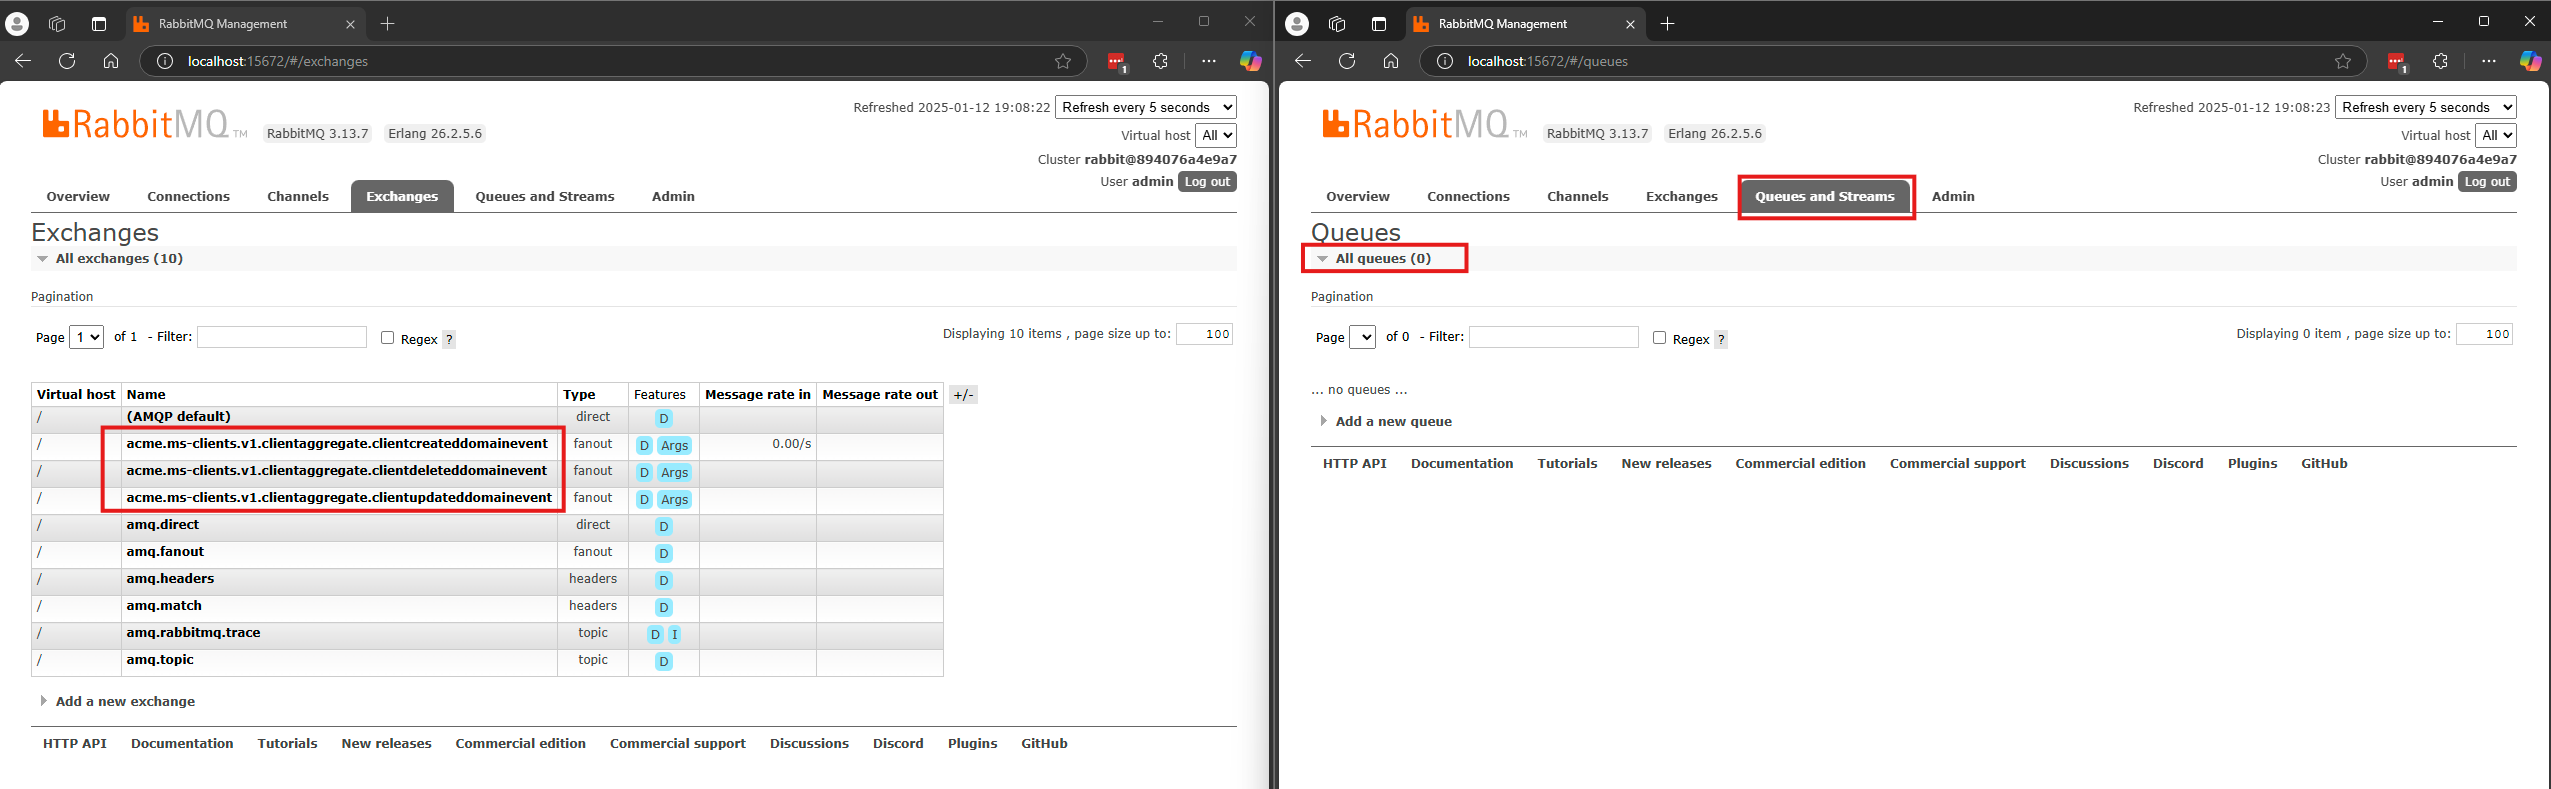 RabbitMQ Management
localhost:15672/#/exchanges
1
RabbitMQ TM
RabbitMQ 3.13.7 Erlang 26.2.5.6
Refreshed 2025-01-12 19:08:22 Refresh every 5 seconds
Virtual host All
Cluster rabbit@894076a4e9a7
User admin Log out
Overview Connections Channels Exchanges Queues and Streams Admin
Exchanges
All exchanges (10)
Pagination
Page 1 of 1 - Filter: Regex ? Displaying 10 items , page size up to: 100
Virtual host Name Type Features Message rate in Message rate out +/-
/ (AMQP default) direct D
/ acme.ms-clients.v1.clientaggregate.clientcreateddomainevent fanout D Args 0.00/s
/ acme.ms-clients.v1.clientaggregate.clientdeleteddomainevent fanout D Args
/ acme.ms-clients.v1.clientaggregate.clientupdateddomainevent fanout D Args
/ amq.direct direct D
/ amq.fanout fanout D
/ amq.headers headers D
/ amq.match headers D
/ amq.rabbitmq.trace topic D I
/ amq.topic topic D
Add a new exchange
HTTP API Documentation Tutorials New releases Commercial edition Commercial support Discussions Discord Plugins GitHub
RabbitMQ Management
localhost:15672/#/queues
1
RabbitMQ TM
RabbitMQ 3.13.7 Erlang 26.2.5.6
Refreshed 2025-01-12 19:08:23 Refresh every 5 seconds
Virtual host All
Cluster rabbit@894076a4e9a7
User admin Log out
Overview Connections Channels Exchanges Queues and Streams Admin
Queues
All queues (0)
Pagination
Page of 0 - Filter: Regex ? Displaying 0 item , page size up to: 100
... no queues ...
Add a new queue
HTTP API Documentation Tutorials New releases Commercial edition Commercial support Discussions Discord Plugins GitHub